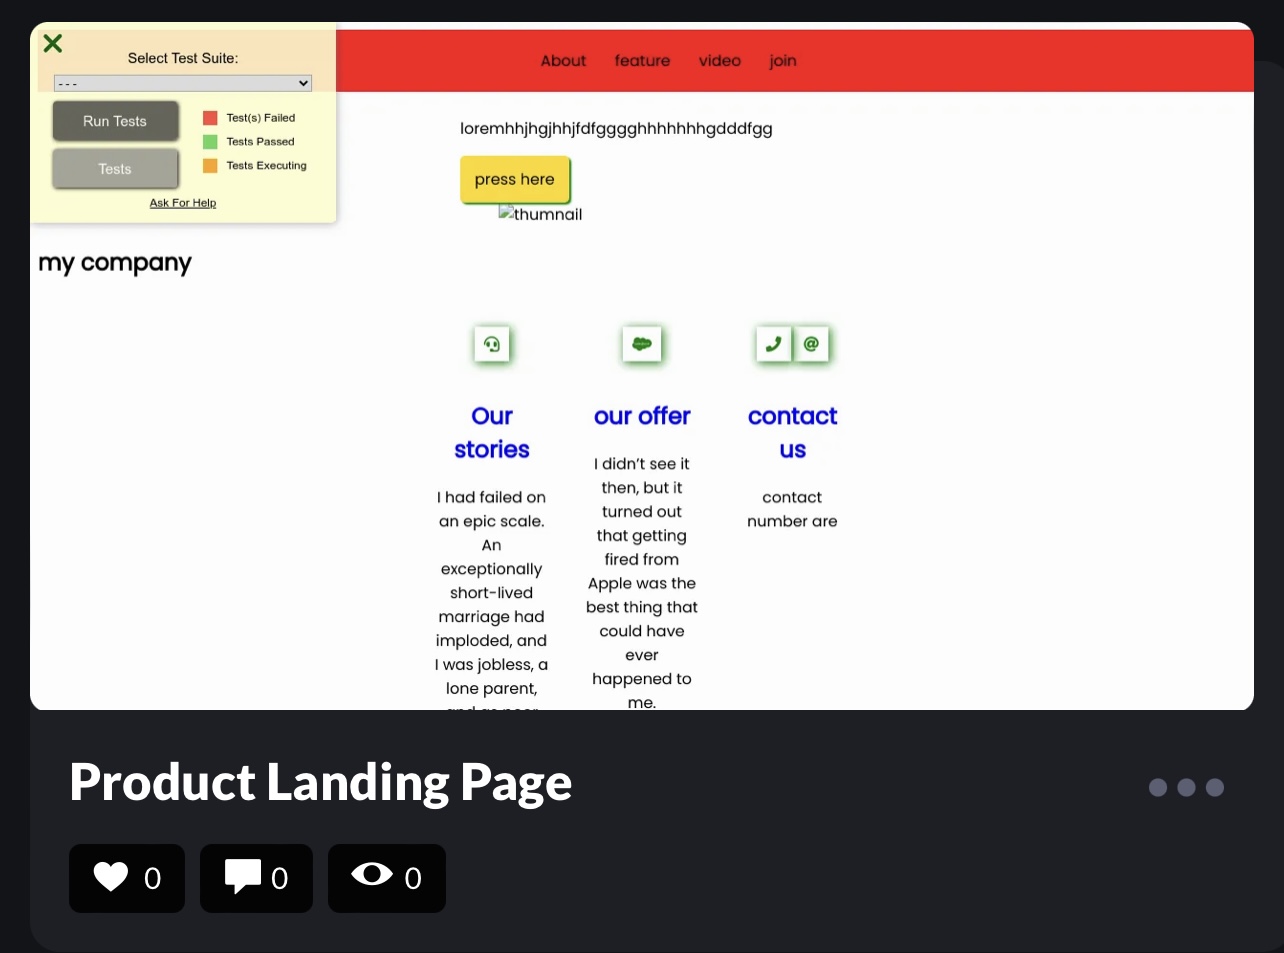 Select Test Suite:
---
Run Tests
Tests
Test(s) Failed
Tests Passed
Tests Executing
Ask For Help
About feature video join
loremhhjhgjhhjfdfgggghhhhhhhgdddfgg
press here
thumnail
my company
Our
stories
I had failed on
an epic scale.
An
exceptionally
short-lived
marriage had
imploded, and
I was jobless, a
lone parent,
our offer
I didn’t see it
then, but it
turned out
that getting
fired from
Apple was the
best thing that
could have
ever
happened to
me.
contact
us
contact
number are
Product Landing Page
0 0 0